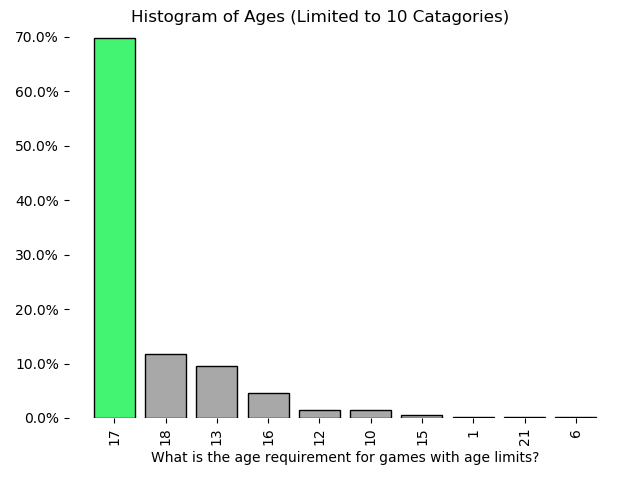 Histogram of Ages (Limited to 10 Catagories)
70.0%
60.0%
50.0%
40.0%
30.0%
20.0%
10.0%
0.0%
17 18 13 16 12 10 15 1 21 6
What is the age requirement for games with age limits?